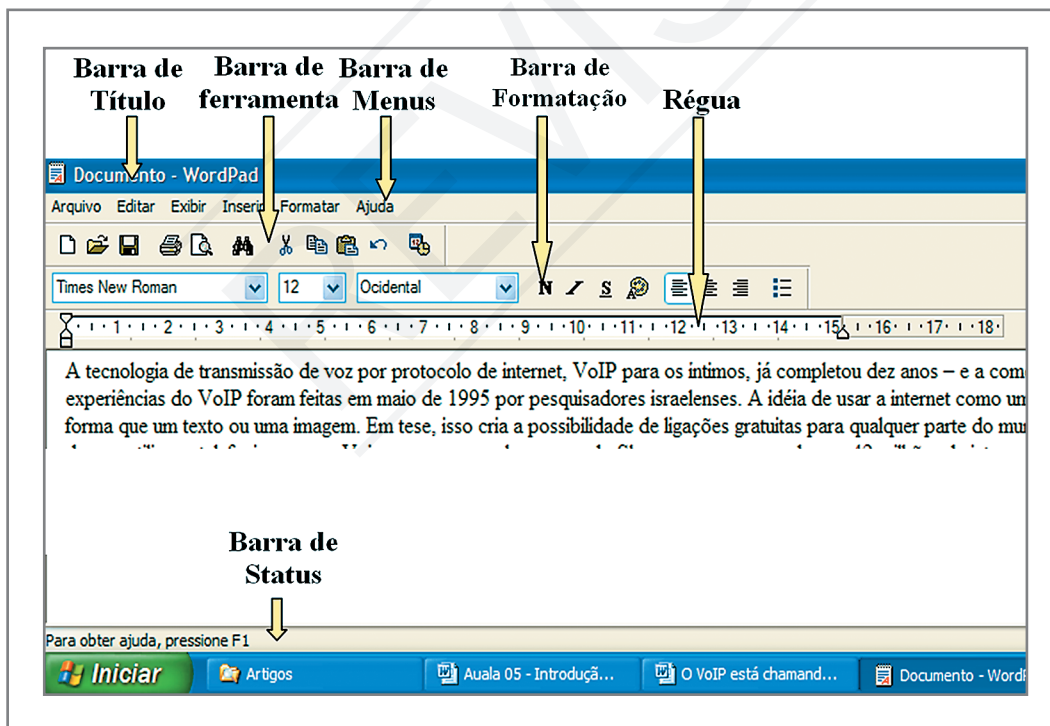 Barra de Título
Barra de ferramenta
Barra de Menus
Barra de Formatação
Régua
Documento - WordPad
Arquivo Editar Exibir Inserir Formatar Ajuda
Times New Roman 12 Ocidental N I S
1 2 3 4 5 6 7 8 9 10 11 12 13 14 15 16 17 18
A tecnologia de transmissão de voz por protocolo de internet, VoIP para os intimos, já completou dez anos – e a com
experiências do VoIP foram feitas em maio de 1995 por pesquisadores israelenses. A idéia de usar a internet como un
forma que um texto ou uma imagem. Em tese, isso cria a possibilidade de ligações gratuitas para qualquer parte do mu
Barra de Status
Para obter ajuda, pressione F1
Iniciar Artigos Auala 05 - Introduçã... O VoIP está chamand... Documento - Word